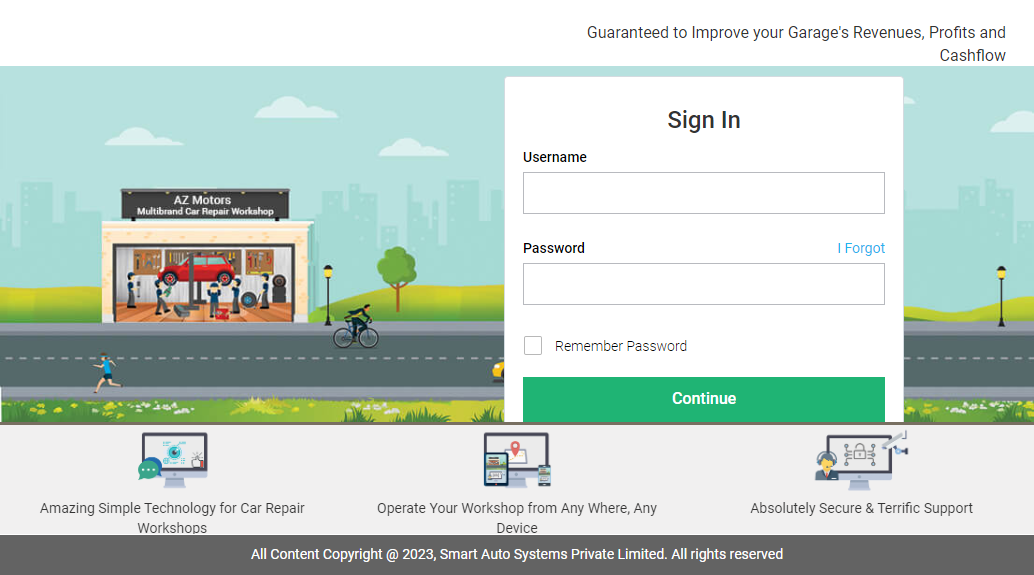 Guaranteed to Improve your Garage's Revenues, Profits and
Cashflow
Sign In
Username
Password
I Forgot
Remember Password
Continue
AZ Motors
Multibrand Car Repair Workshop
Amazing Simple Technology for Car Repair
Workshops
Operate Your Workshop from Any Where, Any
Device
Absolutely Secure & Terrific Support
All Content Copyright @ 2023, Smart Auto Systems Private Limited. All rights reserved